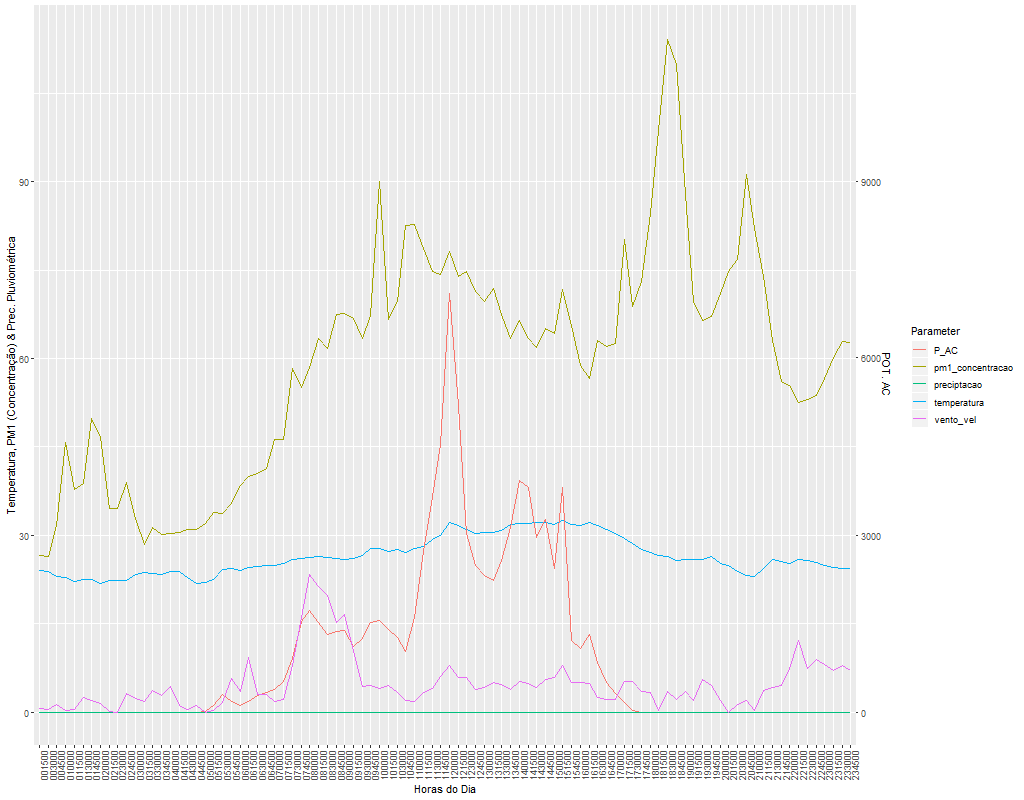 Temperatura, PM1 (Concentração) & Prec. Pluviométrica
90
60
30
0
9000
6000
3000
0
POT. AC
001500 003000 004500 010000 011500 013000 014500 020000 021500 023000 024500 030000 031500 033000 034500 040000 041500 043000 044500 050000 051500 053000 054500 060000 061500 063000 064500 070000 071500 073000 074500 080000 081500 083000 084500 090000 091500 093000 094500 100000 101500 103000 104500 110000 111500 113000 114500 120000 121500 123000 124500 130000 131500 133000 134500 140000 141500 143000 144500 150000 151500 154500 161500 163000 164500 170000 171500 173000 174500 180000 181500 183000 184500 190000 191500 193000 194500 200000 201500 203000 204500 210000 211500 213000 214500 220000 221500 223000 224500 230000 231500 233000 234500
Horas do Dia
Parameter
P_AC
pm1_concentracao
preciptacao
temperatura
vento_vel